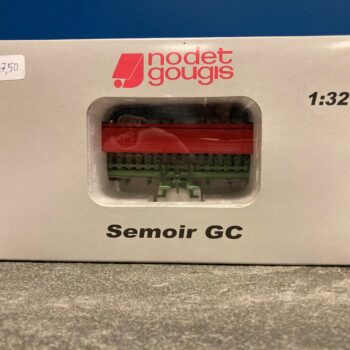 nodet
gougis
7,50
1:32
Semoir GC